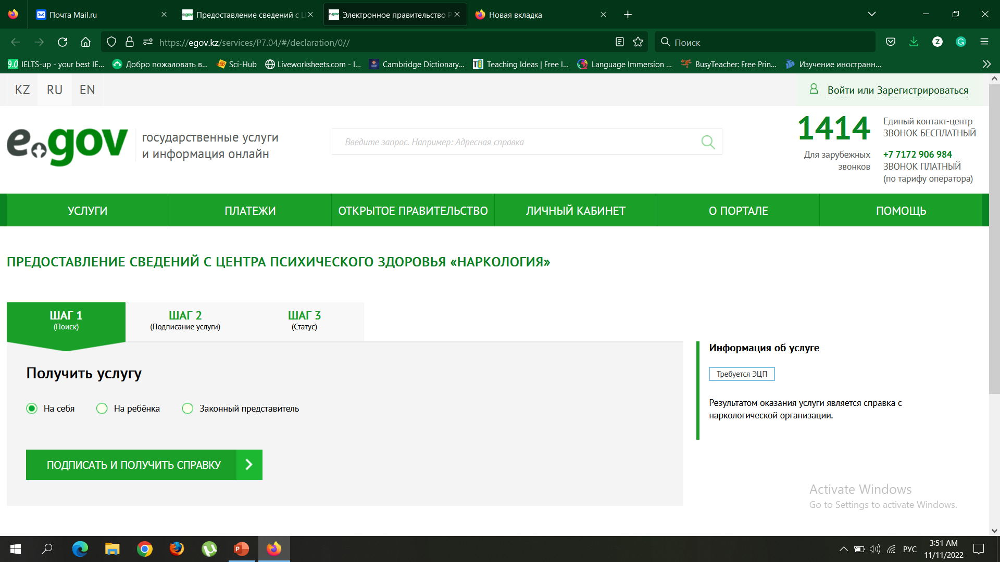 Почта Mail.ru
Предоставление сведений с Ц
Электронное правительство Р
Новая вкладка
https://egov.kz/services/P7.04/#/declaration/0//
Поиск
IELTS-up - your best IE...
Добро пожаловать в...
Sci-Hub
Liveworksheets.com - I...
Cambridge Dictionary...
Teaching Ideas | Free I...
Language Immersion ...
BusyTeacher: Free Prin...
Изучение иностранн...
KZ RU EN
Войти или Зарегистрироваться
e.gov
государственные услуги
и информация онлайн
Введите запрос. Например: Адресная справка
1414
Единый контакт-центр
ЗВОНОК БЕСПЛАТНЫЙ
Для зарубежных
звонков
+7 7172 906 984
ЗВОНОК ПЛАТНЫЙ
(по тарифу оператора)
УСЛУГИ
ПЛАТЕЖИ
ОТКРЫТОЕ ПРАВИТЕЛЬСТВО
ЛИЧНЫЙ КАБИНЕТ
О ПОРТАЛЕ
ПОМОЩЬ
ПРЕДОСТАВЛЕНИЕ СВЕДЕНИЙ С ЦЕНТРА ПСИХИЧЕСКОГО ЗДОРОВЬЯ «НАРКОЛОГИЯ»
ШАГ 1
(Поиск)
ШАГ 2
(Подписание услуги)
ШАГ 3
(Статус)
Получить услугу
На себя
На ребёнка
Законный представитель
ПОДПИСАТЬ И ПОЛУЧИТЬ СПРАВКУ
Информация об услуге
Требуется ЭЦП
Результатом оказания услуги является справка с
наркологической организации.
Activate Windows
Go to Settings to activate Windows.
РУС
3:51 AM
11/11/2022